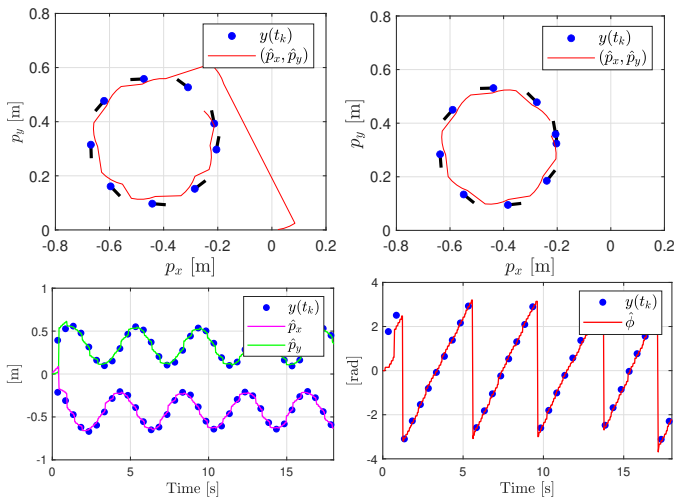 0.8
0.6
0.4
0.2
0
p_y [m]
-0.8 -0.6 -0.4 -0.2 0 0.2
p_x [m]
y(t_k)
(p̂_x, p̂_y)
0.8
0.6
0.4
0.2
0
p_y [m]
-0.8 -0.6 -0.4 -0.2 0 0.2
p_x [m]
y(t_k)
(p̂_x, p̂_y)
1
0.5
0
-0.5
-1
[m]
0 5 10 15
Time [s]
y(t_k)
p̂_x
p̂_y
4
2
0
-2
-4
[rad]
0 5 10 15
Time [s]
y(t_k)
ϕ̂